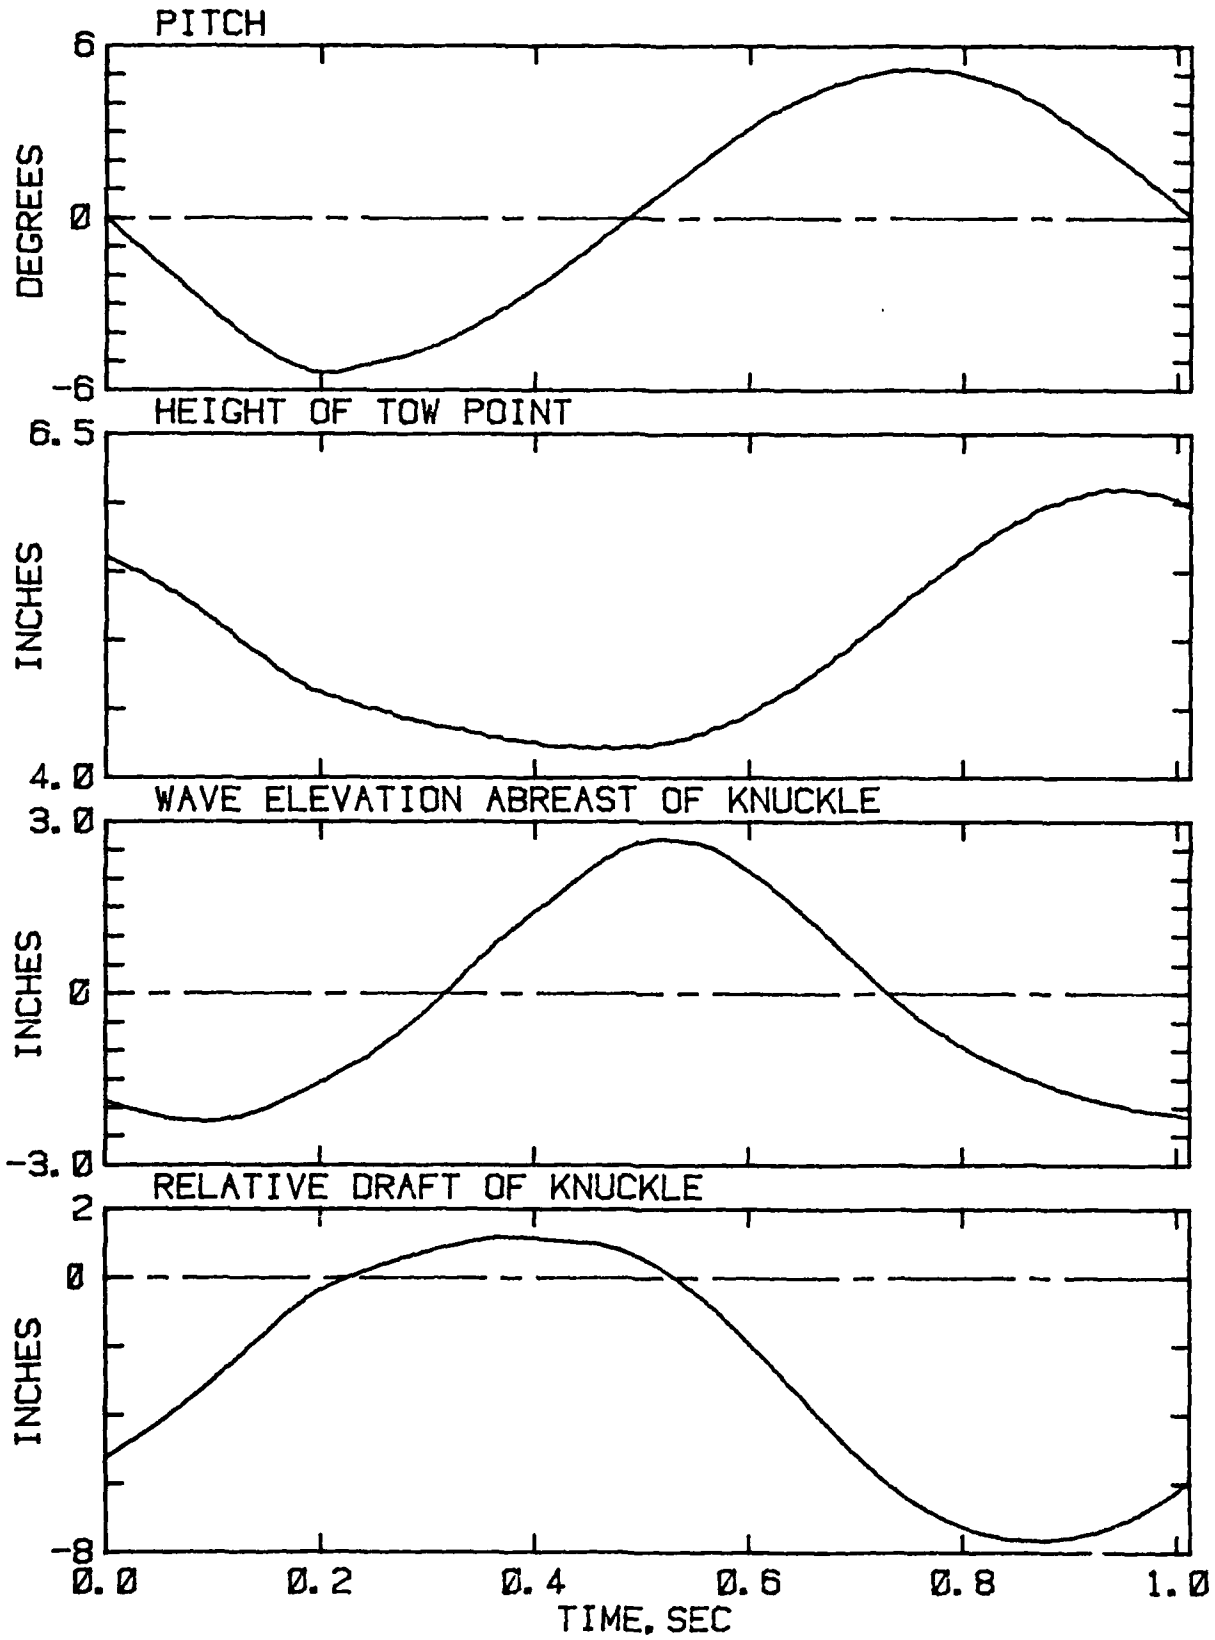 PITCH
6
0
-6
DEGREES
HEIGHT OF TOW POINT
6.5
4.0
INCHES
WAVE ELEVATION ABREAST OF KNUCKLE
3.0
0
-3.0
INCHES
RELATIVE DRAFT OF KNUCKLE
2
0
-8
INCHES
0.0 0.2 0.4 0.6 0.8 1.0
TIME, SEC